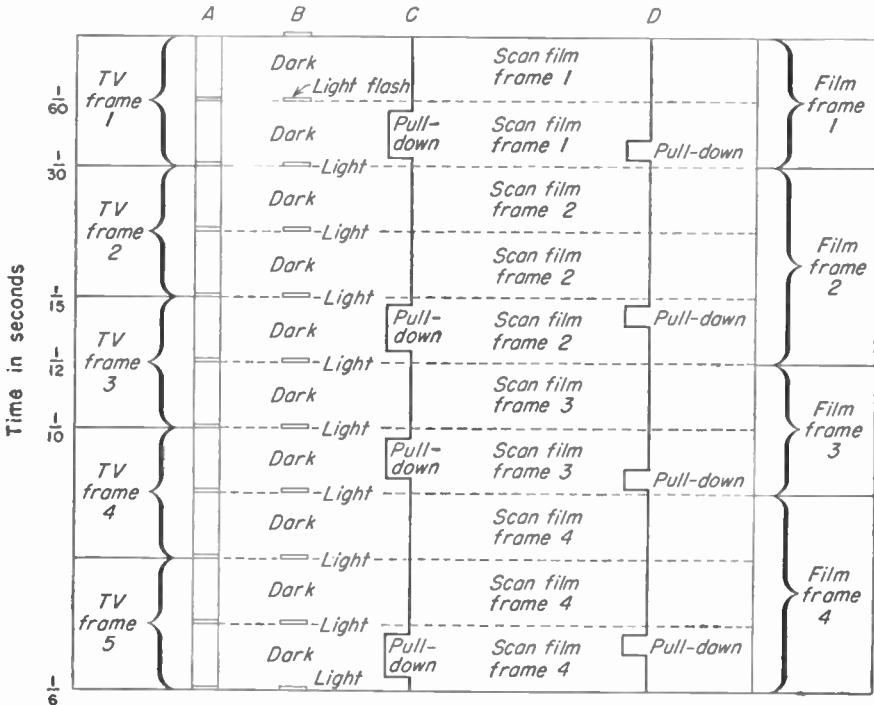 A B C D
Time in seconds
1/60
1/30
1/15
1/12
1/10
1/6
TV
frame
1
TV
frame
2
TV
frame
3
TV
frame
4
TV
frame
5
Dark
Light flash
Dark
Light
Dark
Light
Dark
Light
Dark
Light
Dark
Light
Dark
Light
Dark
Light
Dark
Light
Dark
Light
Pull-
down
Pull-
down
Pull-
down
Pull-
down
Scan film
frame 1
Scan film
frame 1
Scan film
frame 2
Scan film
frame 2
Scan film
frame 2
Scan film
frame 3
Scan film
frame 3
Scan film
frame 4
Scan film
frame 4
Scan film
frame 4
Pull-down
Pull-down
Pull-down
Pull-down
Film
frame
1
Film
frame
2
Film
frame
3
Film
frame
4